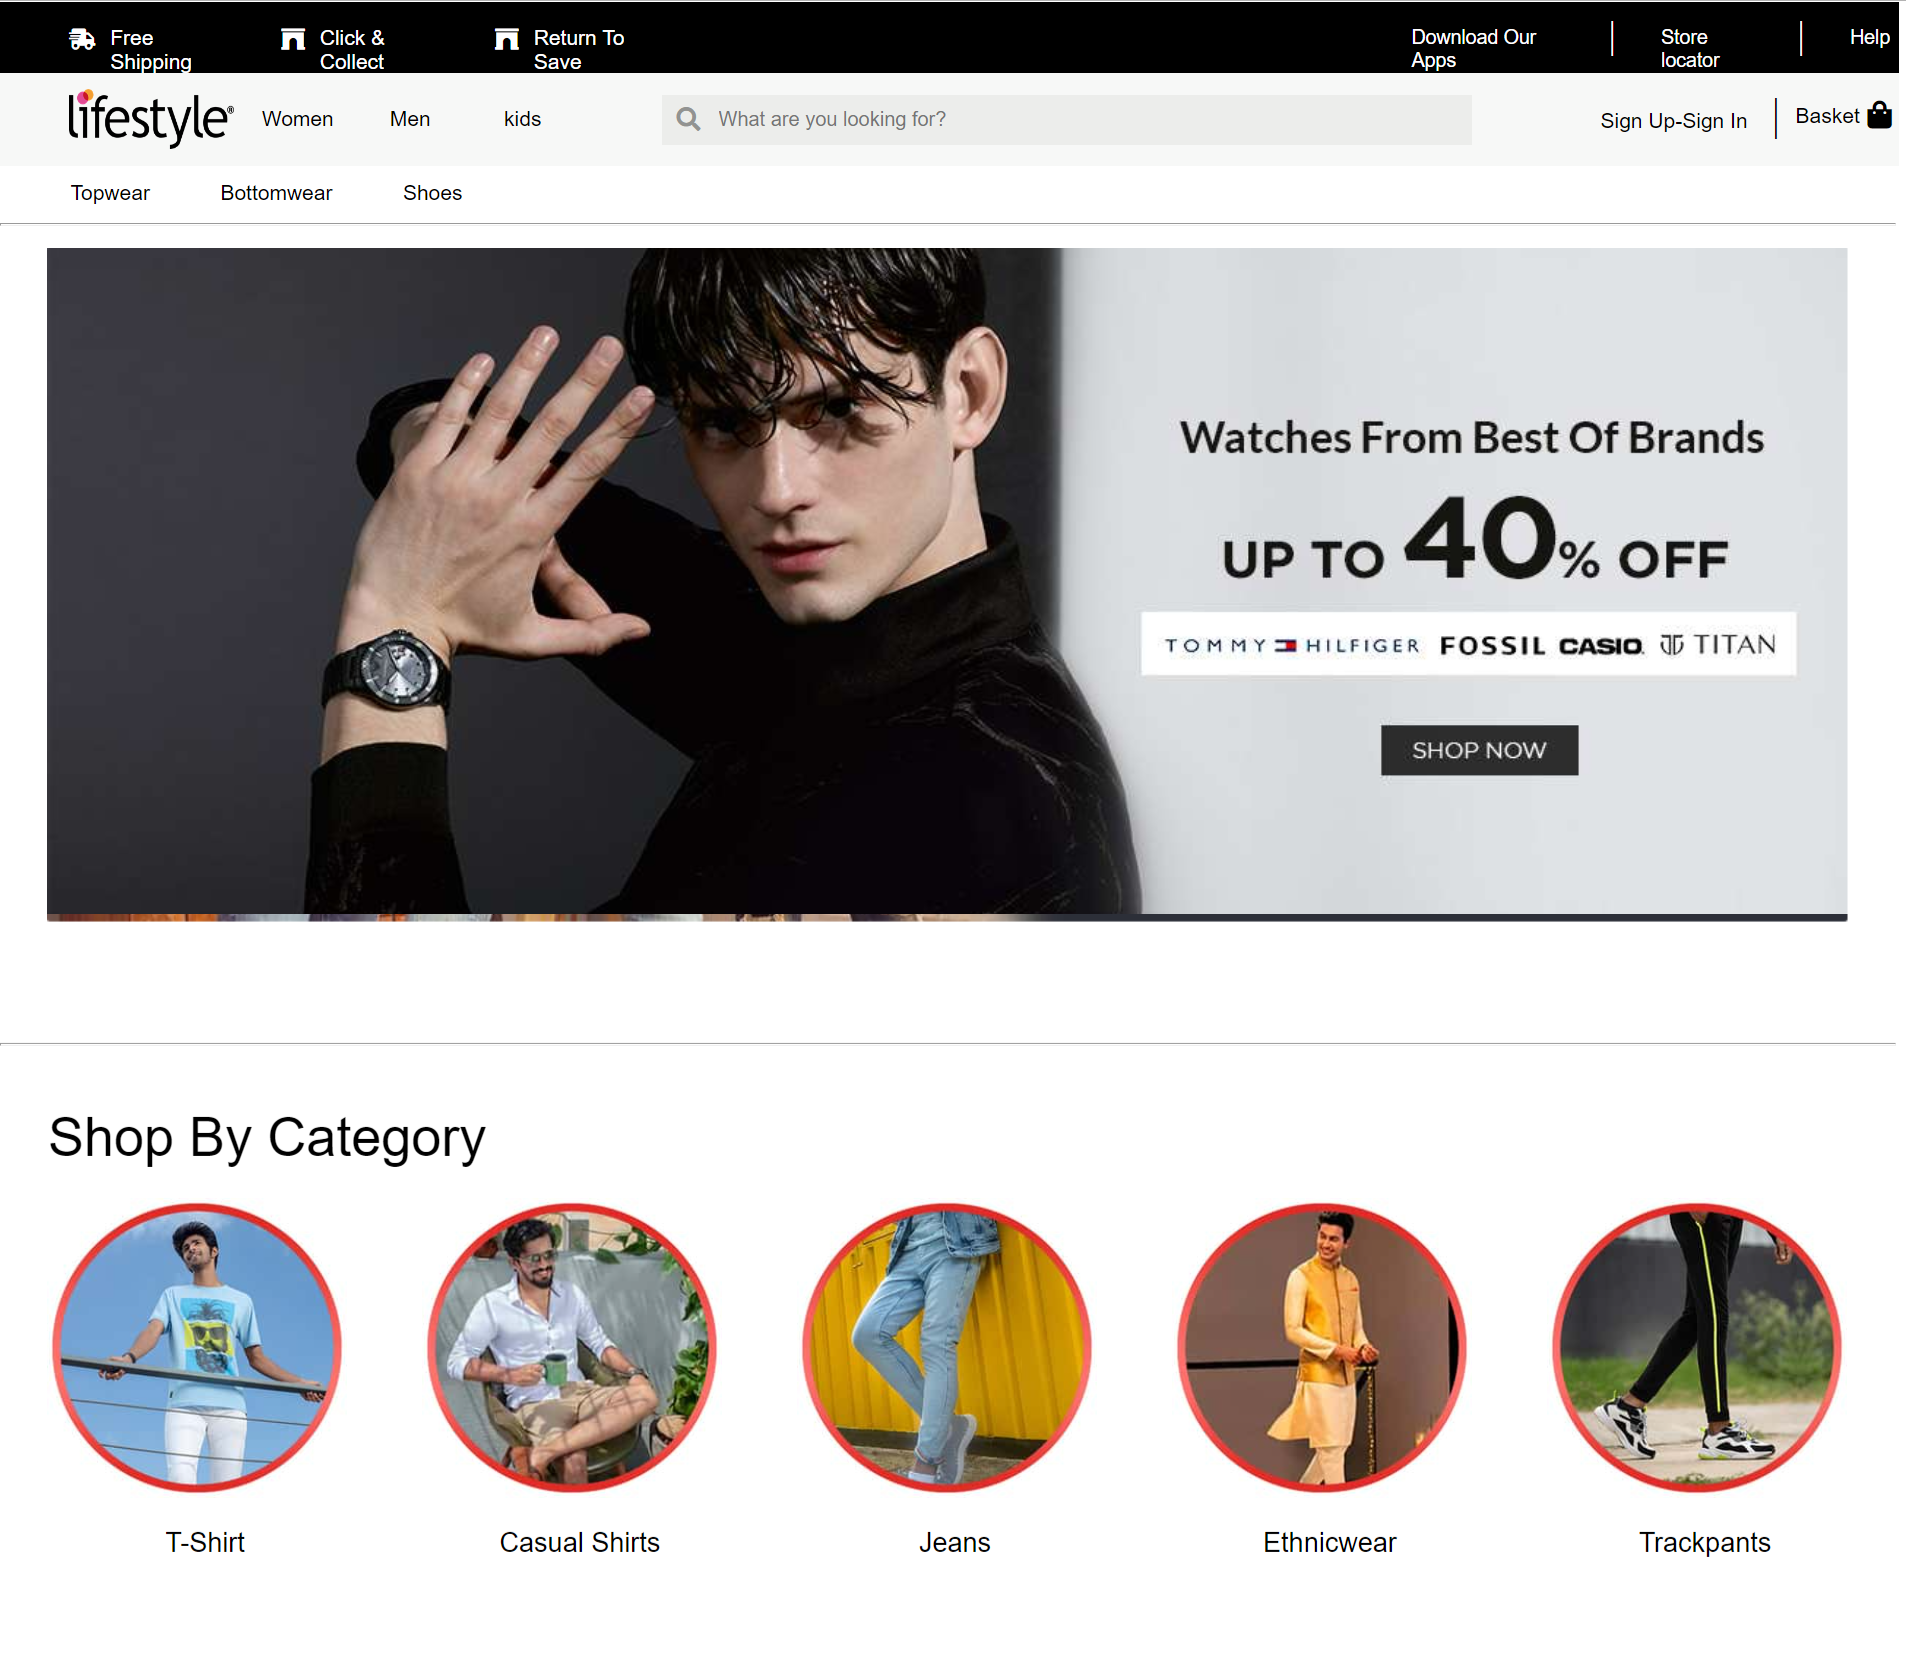 Free
Shipping
Click &
Collect
Return To
Save
Download Our
Apps
Store
locator
Help
lifestyle®
Women
Men
kids
What are you looking for?
Sign Up-Sign In
Basket
Topwear
Bottomwear
Shoes
Watches From Best Of Brands
UP TO 40% OFF
TOMMY HILFIGER FOSSIL CASIO TITAN
SHOP NOW
Shop By Category
T-Shirt
Casual Shirts
Jeans
Ethnicwear
Trackpants